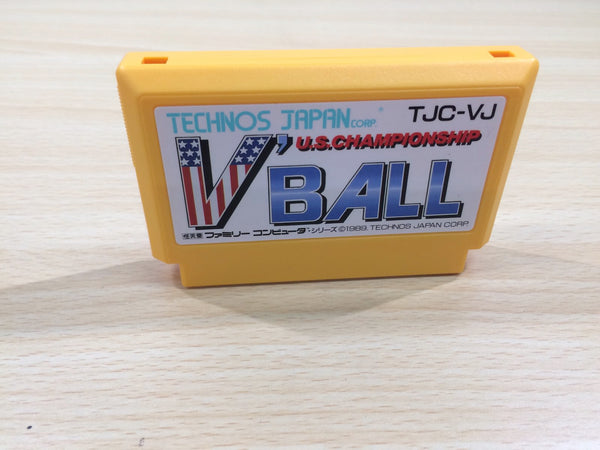 TECHNOS JAPAN CORP.
TJC-VJ
U.S.CHAMPIONSHIP
V'BALL
任天堂 ファミリー コンピュータ・シリーズ ©1989. TECHNOS JAPAN CORP.